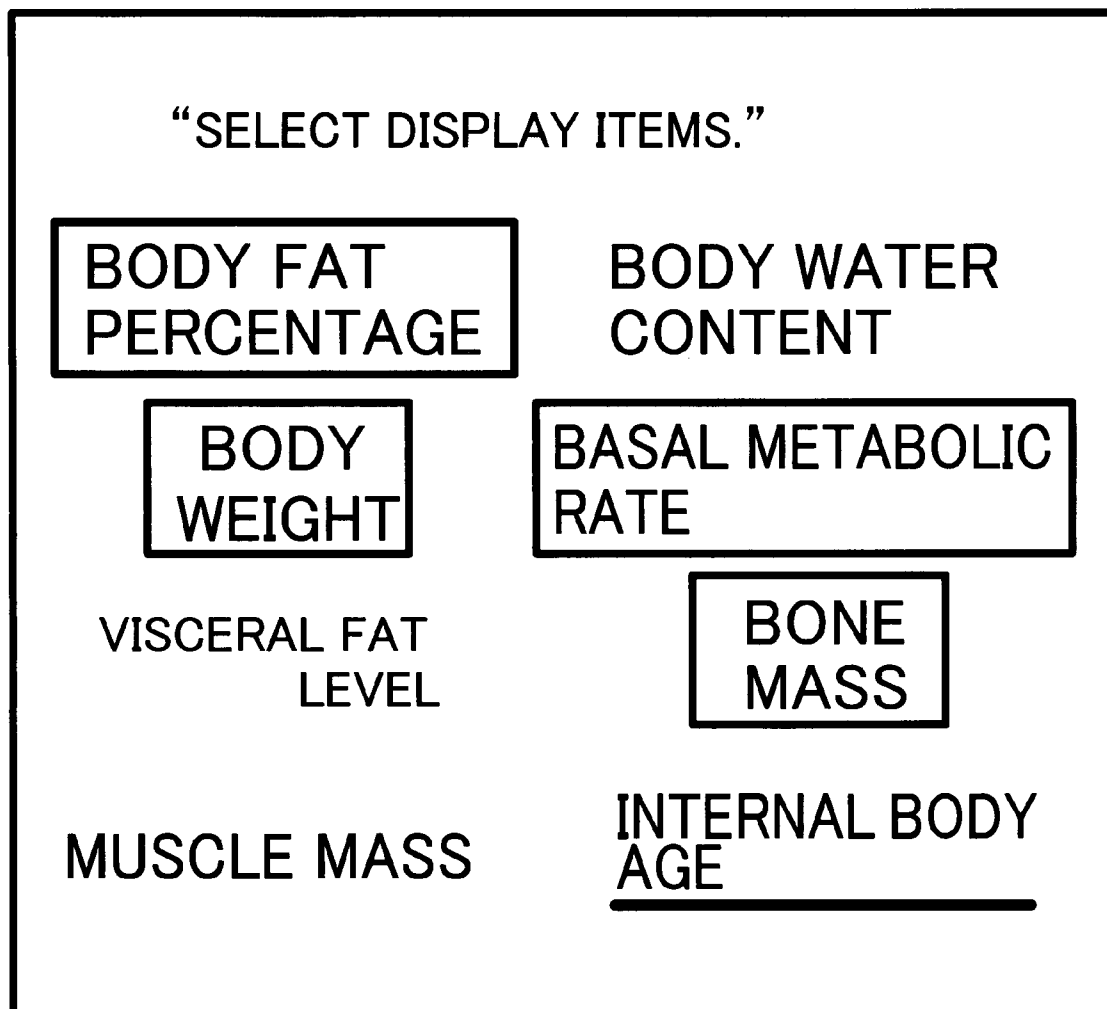 “SELECT DISPLAY ITEMS.”
BODY FAT
PERCENTAGE
BODY WATER
CONTENT
BODY
WEIGHT
BASAL METABOLIC
RATE
VISCERAL FAT
LEVEL
BONE
MASS
MUSCLE MASS
INTERNAL BODY
AGE